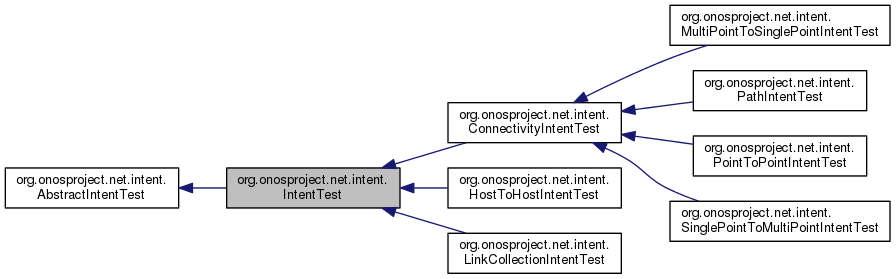 org.onosproject.net.intent.
AbstractIntentTest
org.onosproject.net.intent.
IntentTest
org.onosproject.net.intent.
ConnectivityIntentTest
org.onosproject.net.intent.
HostToHostIntentTest
org.onosproject.net.intent.
LinkCollectionIntentTest
org.onosproject.net.intent.
MultiPointToSinglePointIntentTest
org.onosproject.net.intent.
PathIntentTest
org.onosproject.net.intent.
PointToPointIntentTest
org.onosproject.net.intent.
SinglePointToMultiPointIntentTest